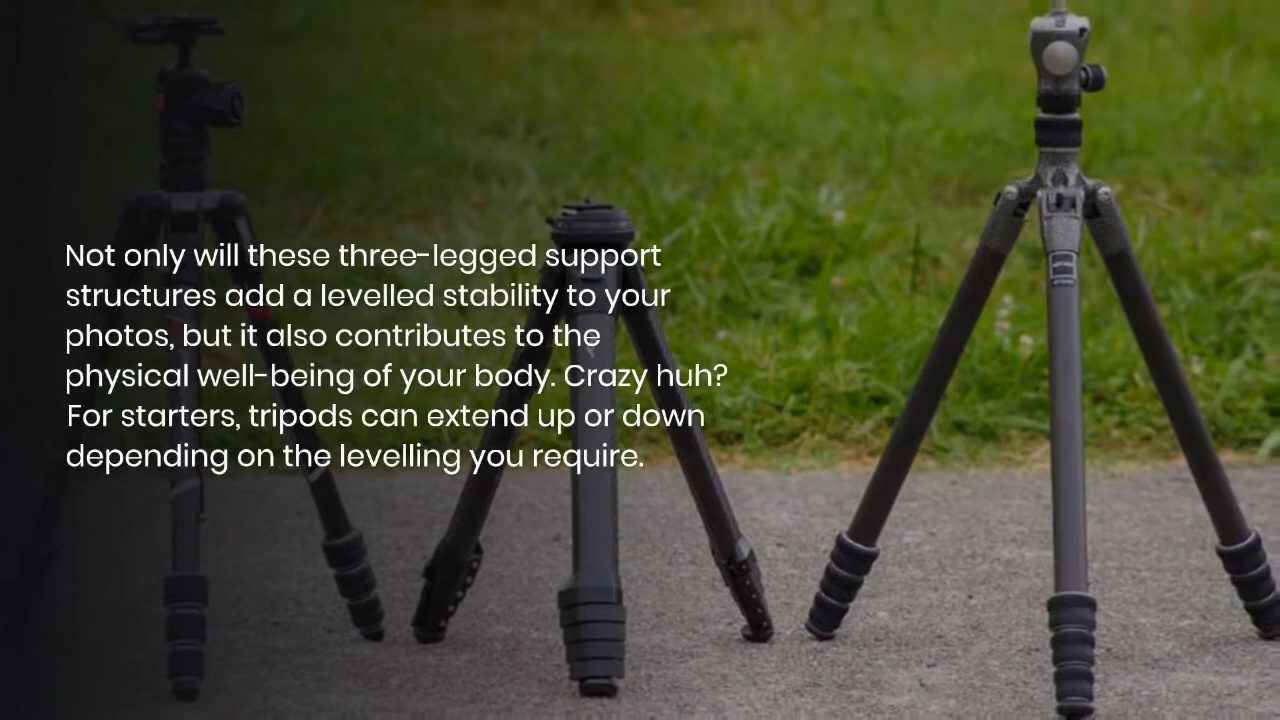 Not only will these three-legged support
structures add a levelled stability to your
photos, but it also contributes to the
physical well-being of your body. Crazy huh?
For starters, tripods can extend up or down
depending on the levelling you require.